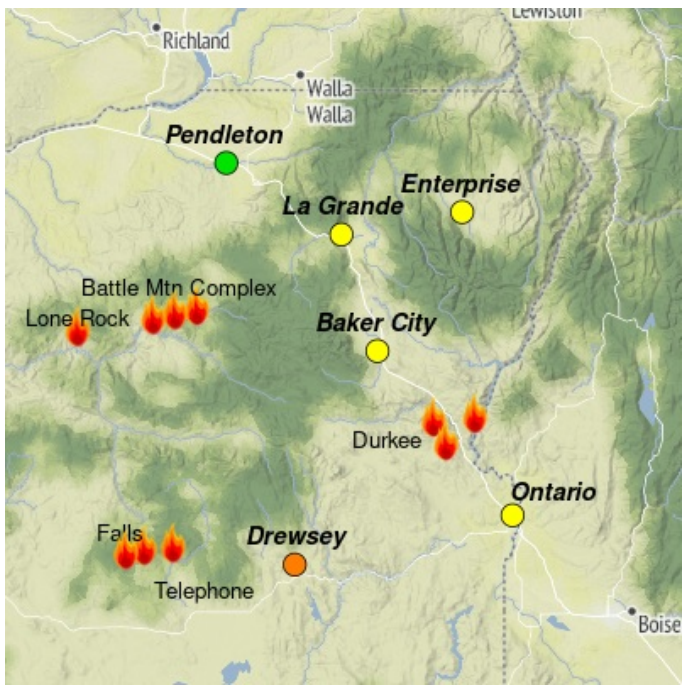 Lewiston
Richland
Walla
Walla
Pendleton
Enterprise
La Grande
Battle Mtn Complex
Lone Rock
Baker City
Durkee
Ontario
Falls
Drewsey
Telephone
Boise